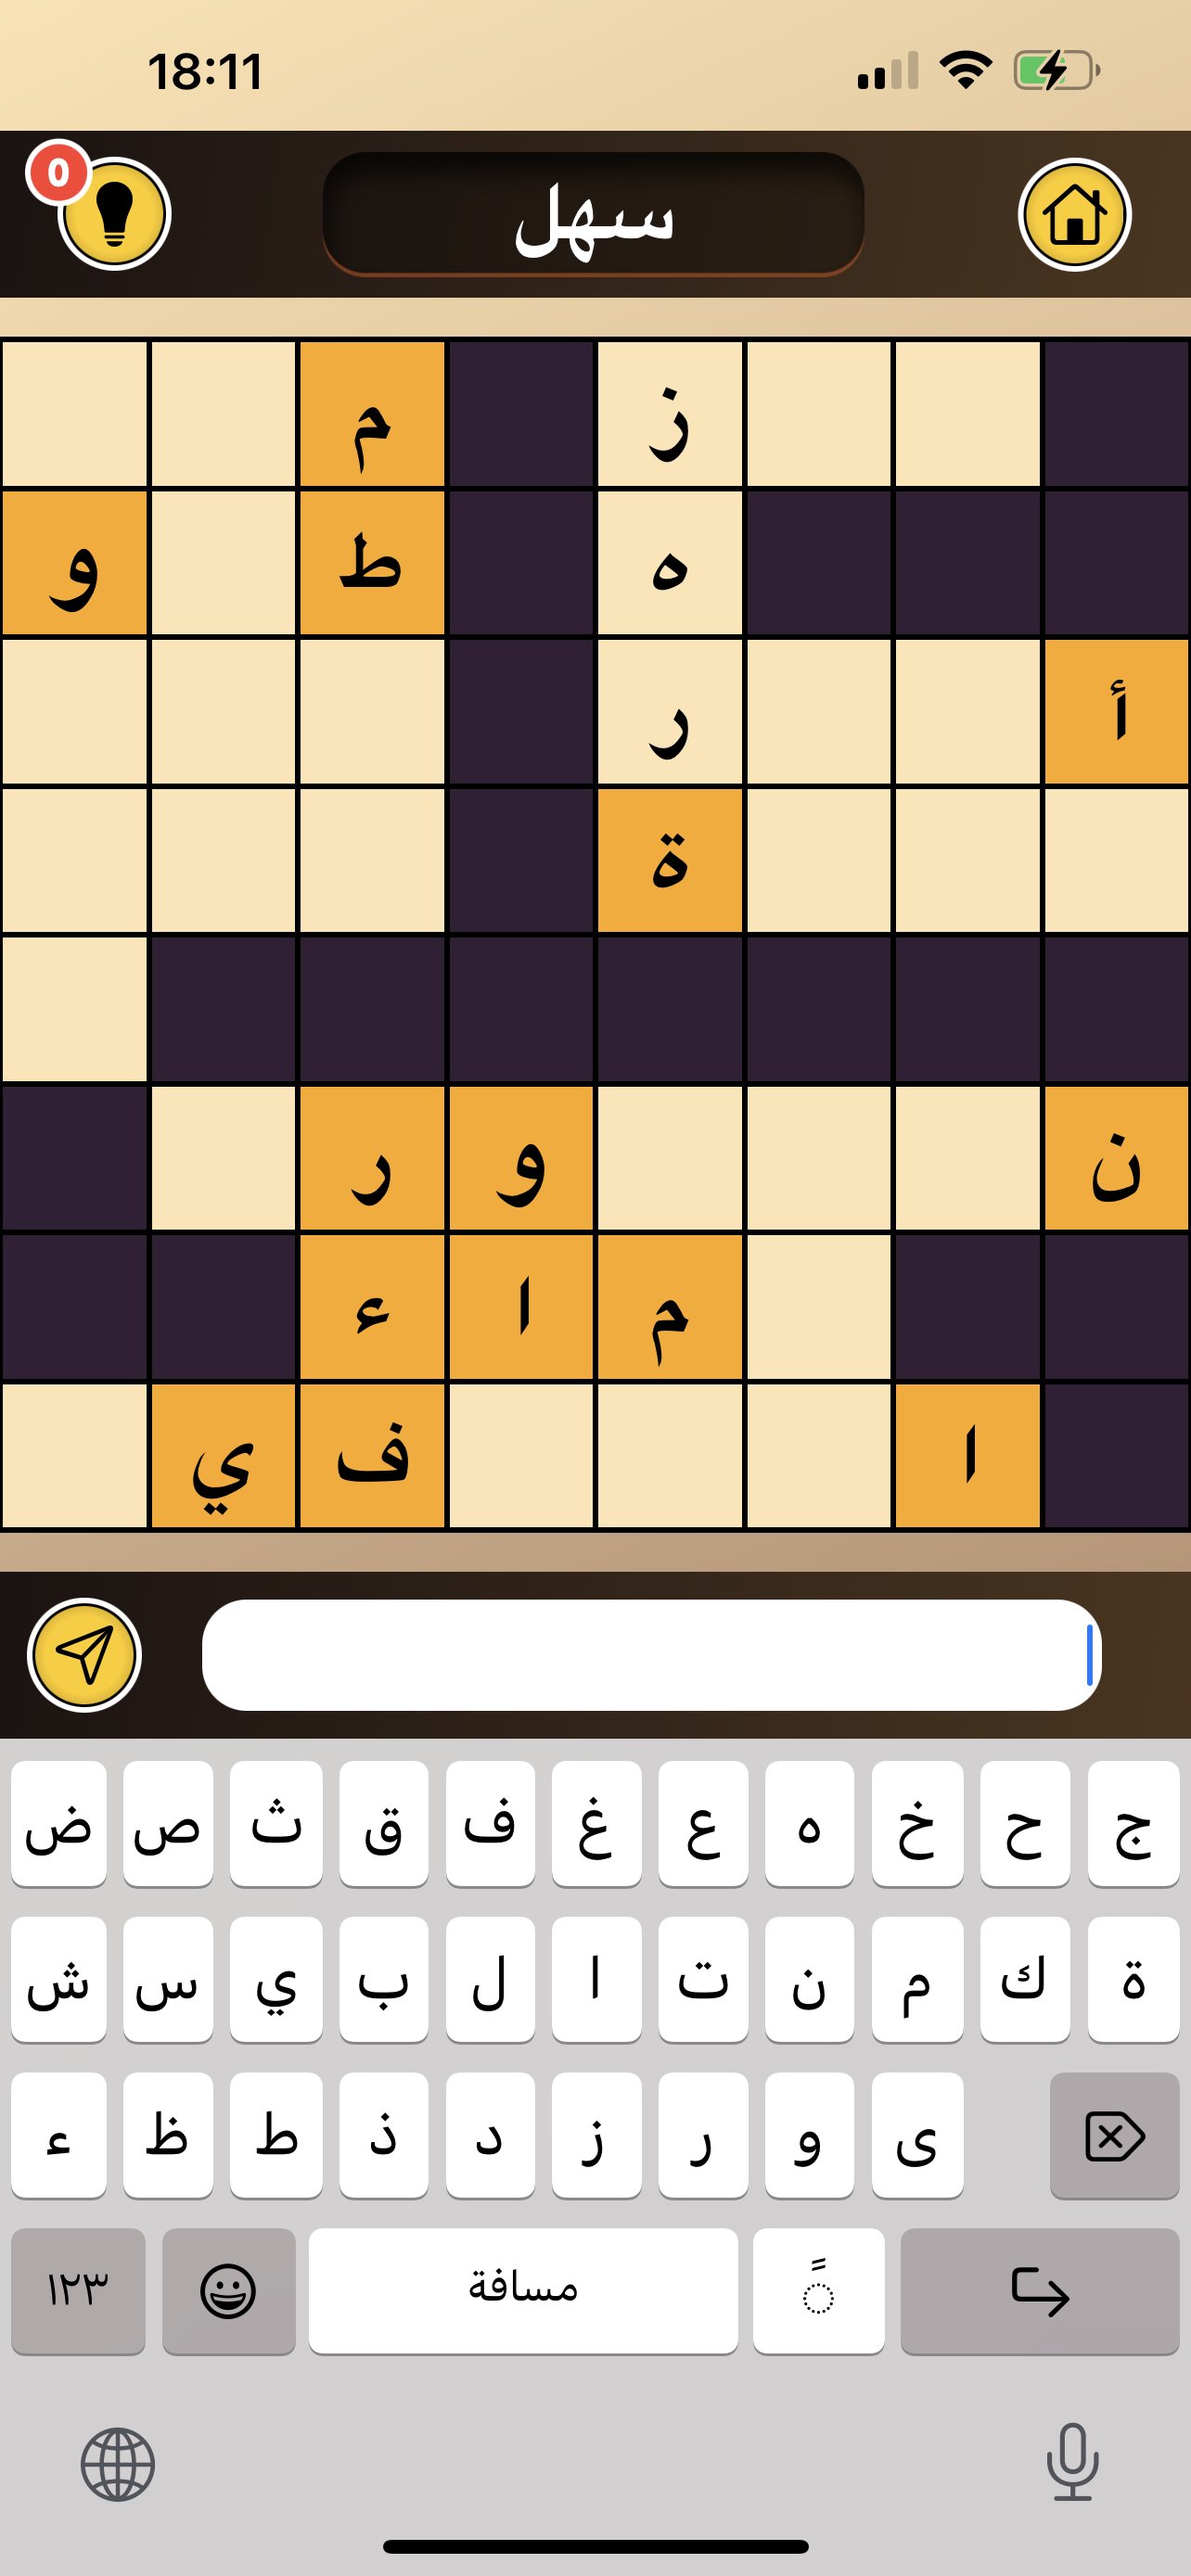 18:11
0 سهل
ز م
ه ط و
أ ر
ة
ن و ر
م ا ء
ا ف ي
ج ح خ ه ع غ ف ق ث ص ض
ة ك م ن ت ا ل ب ي س ش
ى و ر ز د ذ ط ظ ء
١٢٣ مسافة ً